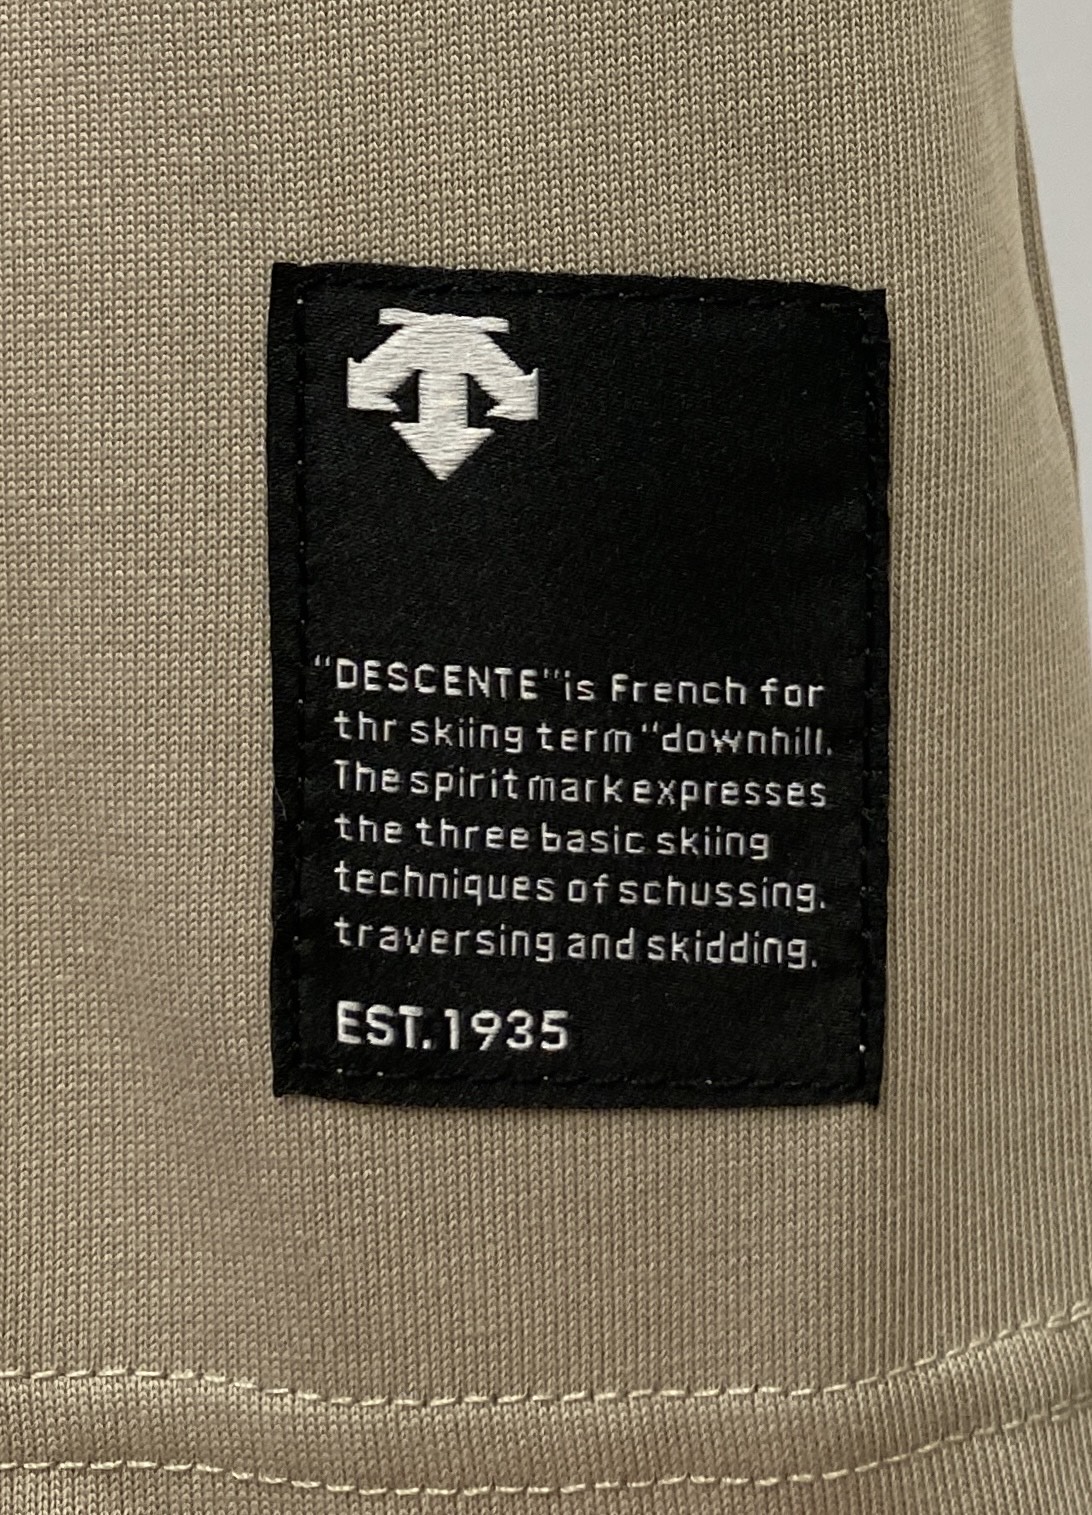 “DESCENTE” is French for
thr skiing term “downhill.
The spirit mark expresses
the three basic skiing
techniques of schussing.
traversing and skidding.
EST.1935